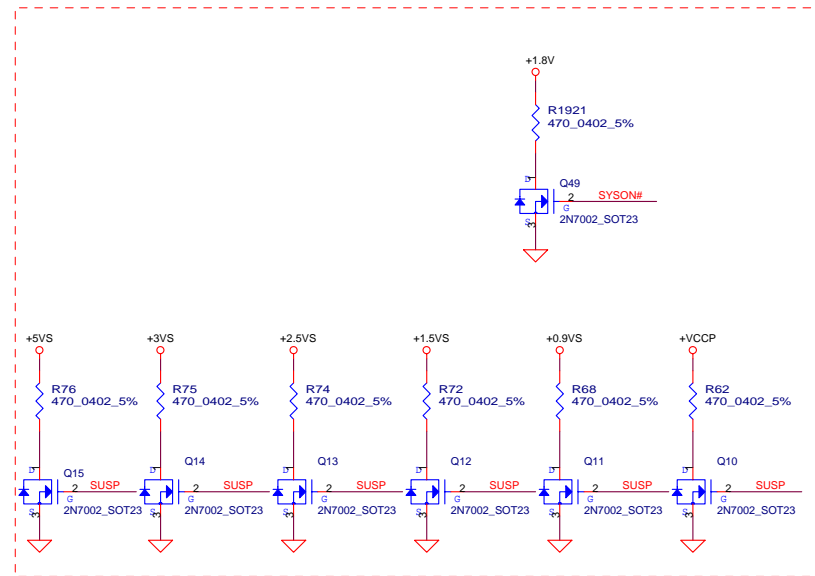 +1.8V
R1921
470_0402_5%
D
Q49
2
SYSON#
G
S
3
2N7002_SOT23
+5VS
+3VS
+2.5VS
+1.5VS
+0.9VS
+VCCP
R76
470_0402_5%
R75
470_0402_5%
R74
470_0402_5%
R72
470_0402_5%
R68
470_0402_5%
R62
470_0402_5%
D
Q15
2
SUSP
G
S
3
2N7002_SOT23
D
Q14
2
SUSP
G
S
3
2N7002_SOT23
D
Q13
2
SUSP
G
S
3
2N7002_SOT23
D
Q12
2
SUSP
G
S
3
2N7002_SOT23
D
Q11
2
SUSP
G
S
3
2N7002_SOT23
D
Q10
2
SUSP
G
S
3
2N7002_SOT23